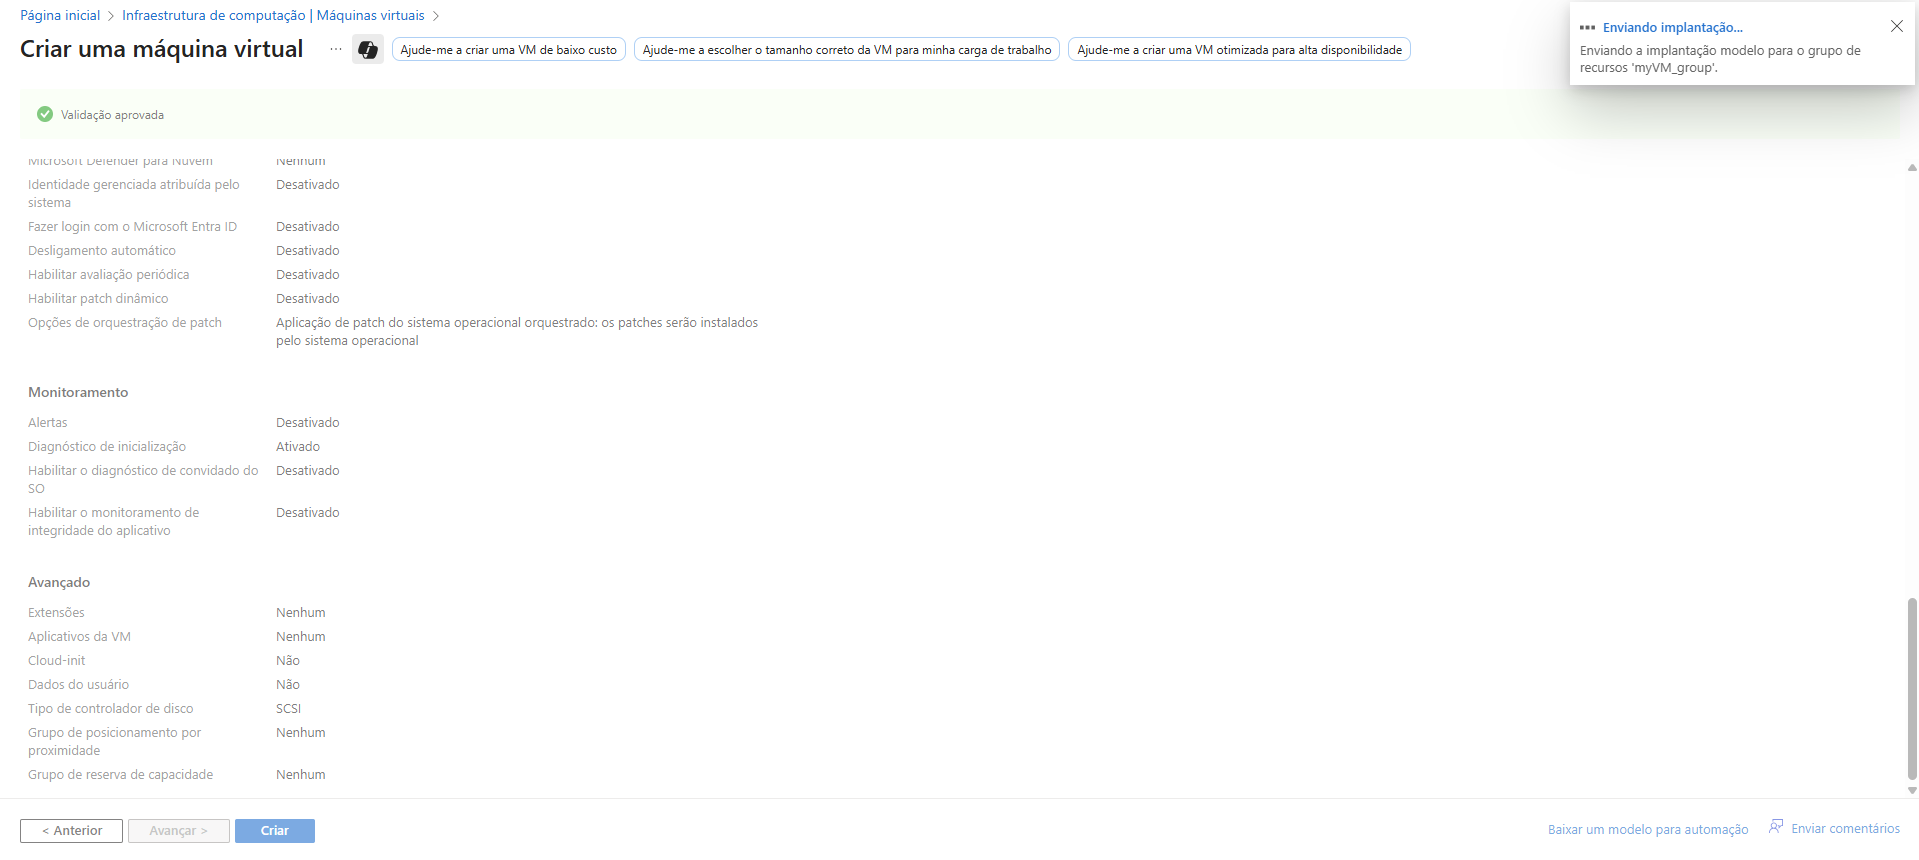 Página inicial > Infraestrutura de computação | Máquinas virtuais >
Criar uma máquina virtual
...
Ajude-me a criar uma VM de baixo custo
Ajude-me a escolher o tamanho correto da VM para minha carga de trabalho
Ajude-me a criar uma VM otimizada para alta disponibilidade
Enviando implantação...
Enviando a implantação modelo para o grupo de
recursos 'myVM_group'.
Validação aprovada
Microsoft Defender para Nuvem Nenhum
Identidade gerenciada atribuída pelo Desativado
sistema
Fazer login com o Microsoft Entra ID Desativado
Desligamento automático Desativado
Habilitar avaliação periódica Desativado
Habilitar patch dinâmico Desativado
Opções de orquestração de patch Aplicação de patch do sistema operacional orquestrado: os patches serão instalados
pelo sistema operacional
Monitoramento
Alertas Desativado
Diagnóstico de inicialização Ativado
Habilitar o diagnóstico de convidado do Desativado
SO
Habilitar o monitoramento de Desativado
integridade do aplicativo
Avançado
Extensões Nenhum
Aplicativos da VM Nenhum
Cloud-init Não
Dados do usuário Não
Tipo de controlador de disco SCSI
Grupo de posicionamento por Nenhum
proximidade
Grupo de reserva de capacidade Nenhum
< Anterior
Avançar >
Criar
Baixar um modelo para automação
Enviar comentários